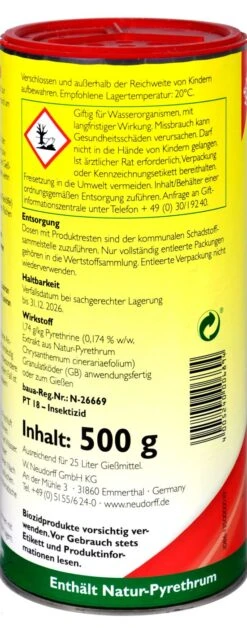 Verschlossen und außerhalb der Reichweite von Kindern
aufbewahren. Empfohlene Lagertemperatur: 20°C.
Giftig für Wasserorganismen, mit
langfristiger Wirkung. Missbrauch kann
Gesundheitsschäden verursachen. Darf
nicht in die Hände von Kindern gelangen.
Ist ärztlicher Rat erforderlich, Verpackung
oder Kennzeichnungsetikett bereithalten.
Freisetzung in die Umwelt vermeiden. Inhalt/Behälter einer
ordnungsgemäßen Entsorgung zuführen. Anfrage an Gift-
informationszentrale unter Telefon + 49 (0) 30/19240.
Entsorgung
Dosen mit Produktresten sind der kommunalen Schadstoff-
sammelstelle zuzuführen. Nur vollständig entleerte Packungen
gehören in die Wertstoffsammlung. Entleerte Verpackung nicht
wiederverwenden.
Haltbarkeit
Verfallsdatum bei sachgerechter Lagerung
bis 31.12.2026.
Wirkstoff
1,74 g/kg Pyrethrine (0,174 % w/w.
Extrakt aus Natur-Pyrethrum
Chrysanthemum cinerariaefolium)
Granulatköder (GB) anwendungsfertig
oder zum Gießen
baua-Reg.Nr.: N-26669
PT 18 – Insektizid
Inhalt: 500 g
Ausreichend für 25 Liter Gießmittel.
W. Neudorff GmbH KG
An der Mühle 3 · 31860 Emmerthal · Germany
Tel. +49 (0) 51 55/6 24-0 · www.neudorff.de
Biozidprodukte vorsichtig ver-
wenden. Vor Gebrauch stets
Etikett und Produktinfor-
mationen lesen.
Enthält Natur-Pyrethrum